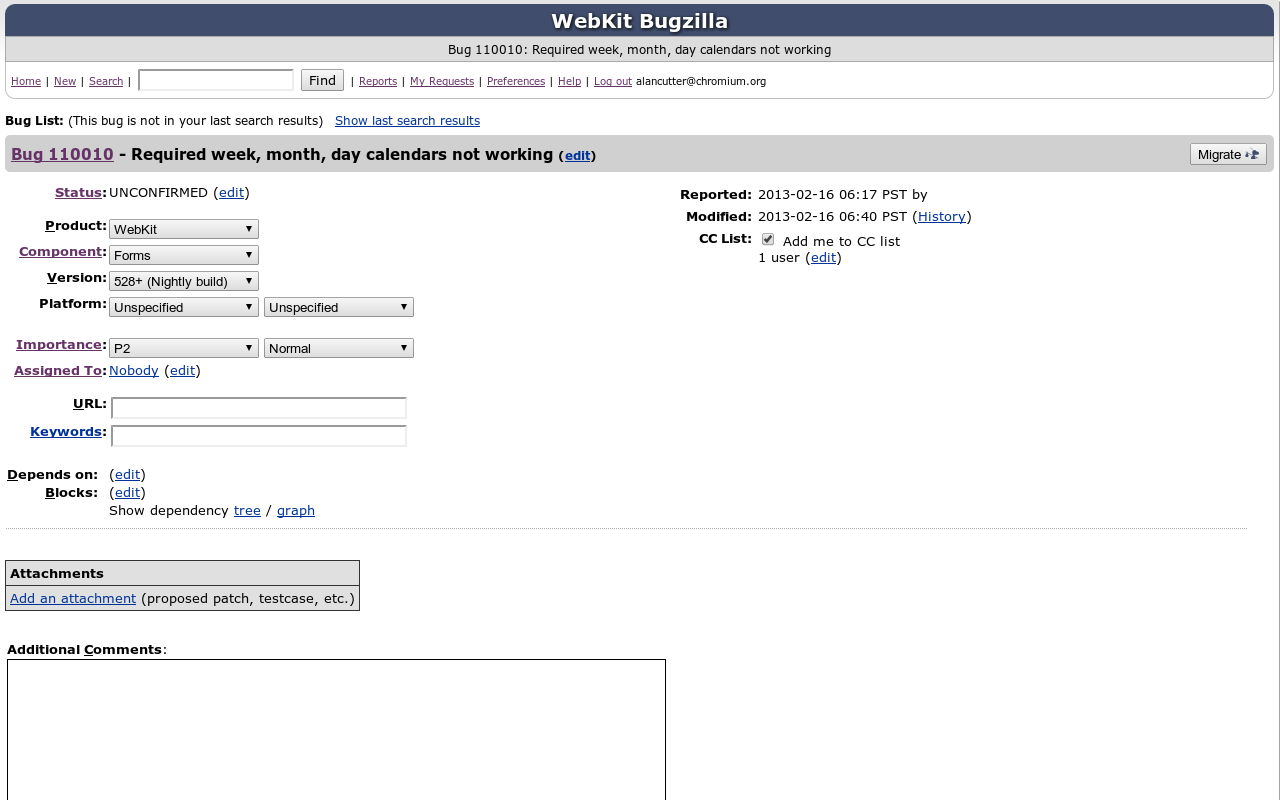 WebKit Bugzilla
Bug 110010: Required week, month, day calendars not working
Home | New | Search | Find | Reports | My Requests | Preferences | Help | Log out alancutter@chromium.org
Bug List: (This bug is not in your last search results) Show last search results
Bug 110010 - Required week, month, day calendars not working (edit) Migrate
Status: UNCONFIRMED (edit)
Product: WebKit
Component: Forms
Version: 528+ (Nightly build)
Platform: Unspecified Unspecified
Importance: P2 Normal
Assigned To: Nobody (edit)
URL:
Keywords:
Depends on: (edit)
Blocks: (edit)
Show dependency tree / graph
Reported: 2013-02-16 06:17 PST by
Modified: 2013-02-16 06:40 PST (History)
CC List: Add me to CC list
1 user (edit)
Attachments
Add an attachment (proposed patch, testcase, etc.)
Additional Comments: